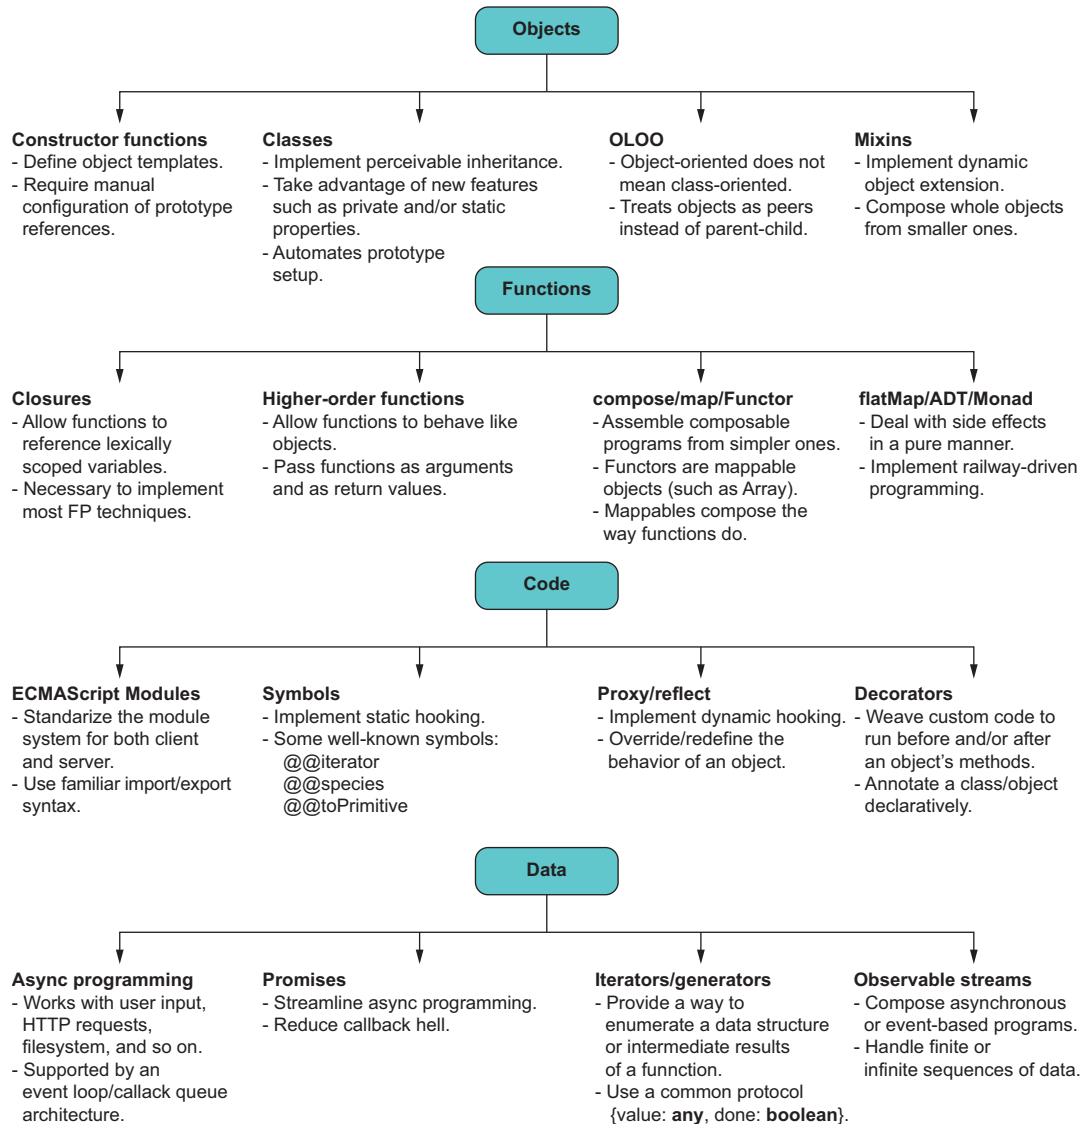 Objects
Constructor functions
- Define object templates.
- Require manual
configuration of prototype
references.
Classes
- Implement perceivable inheritance.
- Take advantage of new features
such as private and/or static
properties.
- Automates prototype
setup.
OLOO
- Object-oriented does not
mean class-oriented.
- Treats objects as peers
instead of parent-child.
Mixins
- Implement dynamic
object extension.
- Compose whole objects
from smaller ones.
Functions
Closures
- Allow functions to
reference lexically
scoped variables.
- Necessary to implement
most FP techniques.
Higher-order functions
- Allow functions to behave like
objects.
- Pass functions as arguments
and as return values.
compose/map/Functor
- Assemble composable
programs from simpler ones.
- Functors are mappable
objects (such as Array).
- Mappables compose the
way functions do.
flatMap/ADT/Monad
- Deal with side effects
in a pure manner.
- Implement railway-driven
programming.
Code
ECMAScript Modules
- Standarize the module
system for both client
and server.
- Use familiar import/export
syntax.
Symbols
- Implement static hooking.
- Some well-known symbols:
@@iterator
@@species
@@toPrimitive
Proxy/reflect
- Implement dynamic hooking.
- Override/redefine the
behavior of an object.
Decorators
- Weave custom code to
run before and/or after
an object's methods.
- Annotate a class/object
declaratively.
Data
Async programming
- Works with user input,
HTTP requests,
filesystem, and so on.
- Supported by an
event loop/callack queue
architecture.
Promises
- Streamline async programming.
- Reduce callback hell.
Iterators/generators
- Provide a way to
enumerate a data structure
or intermediate results
of a funnction.
- Use a common protocol
{value: any, done: boolean}.
Observable streams
- Compose asynchronous
or event-based programs.
- Handle finite or
infinite sequences of data.